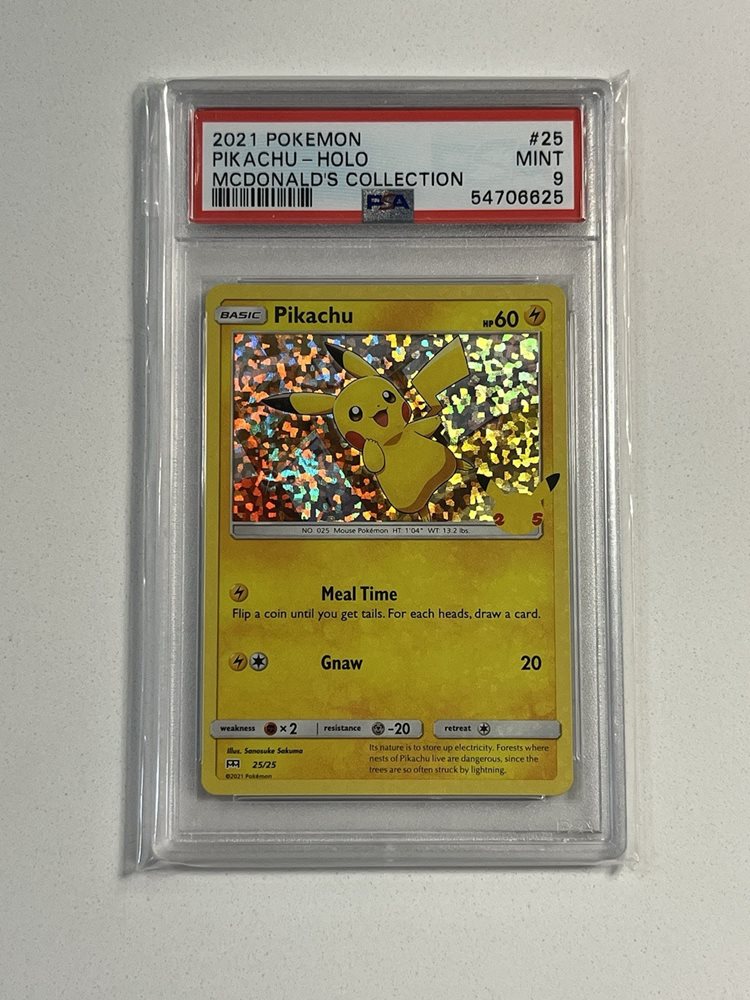 2021 POKEMON #25
PIKACHU – HOLO MINT
MCDONALD'S COLLECTION 9
PSA 54706625
BASIC Pikachu HP60
25
NO. 025 Mouse Pokémon HT: 1'04" WT: 13.2 lbs.
Meal Time
Flip a coin until you get tails. For each heads, draw a card.
Gnaw 20
weakness ×2 resistance -20 retreat
Illus. Sanosuke Sakuma
25/25
©2021 Pokémon
Its nature is to store up electricity. Forests where
nests of Pikachu live are dangerous, since the
trees are so often struck by lightning.